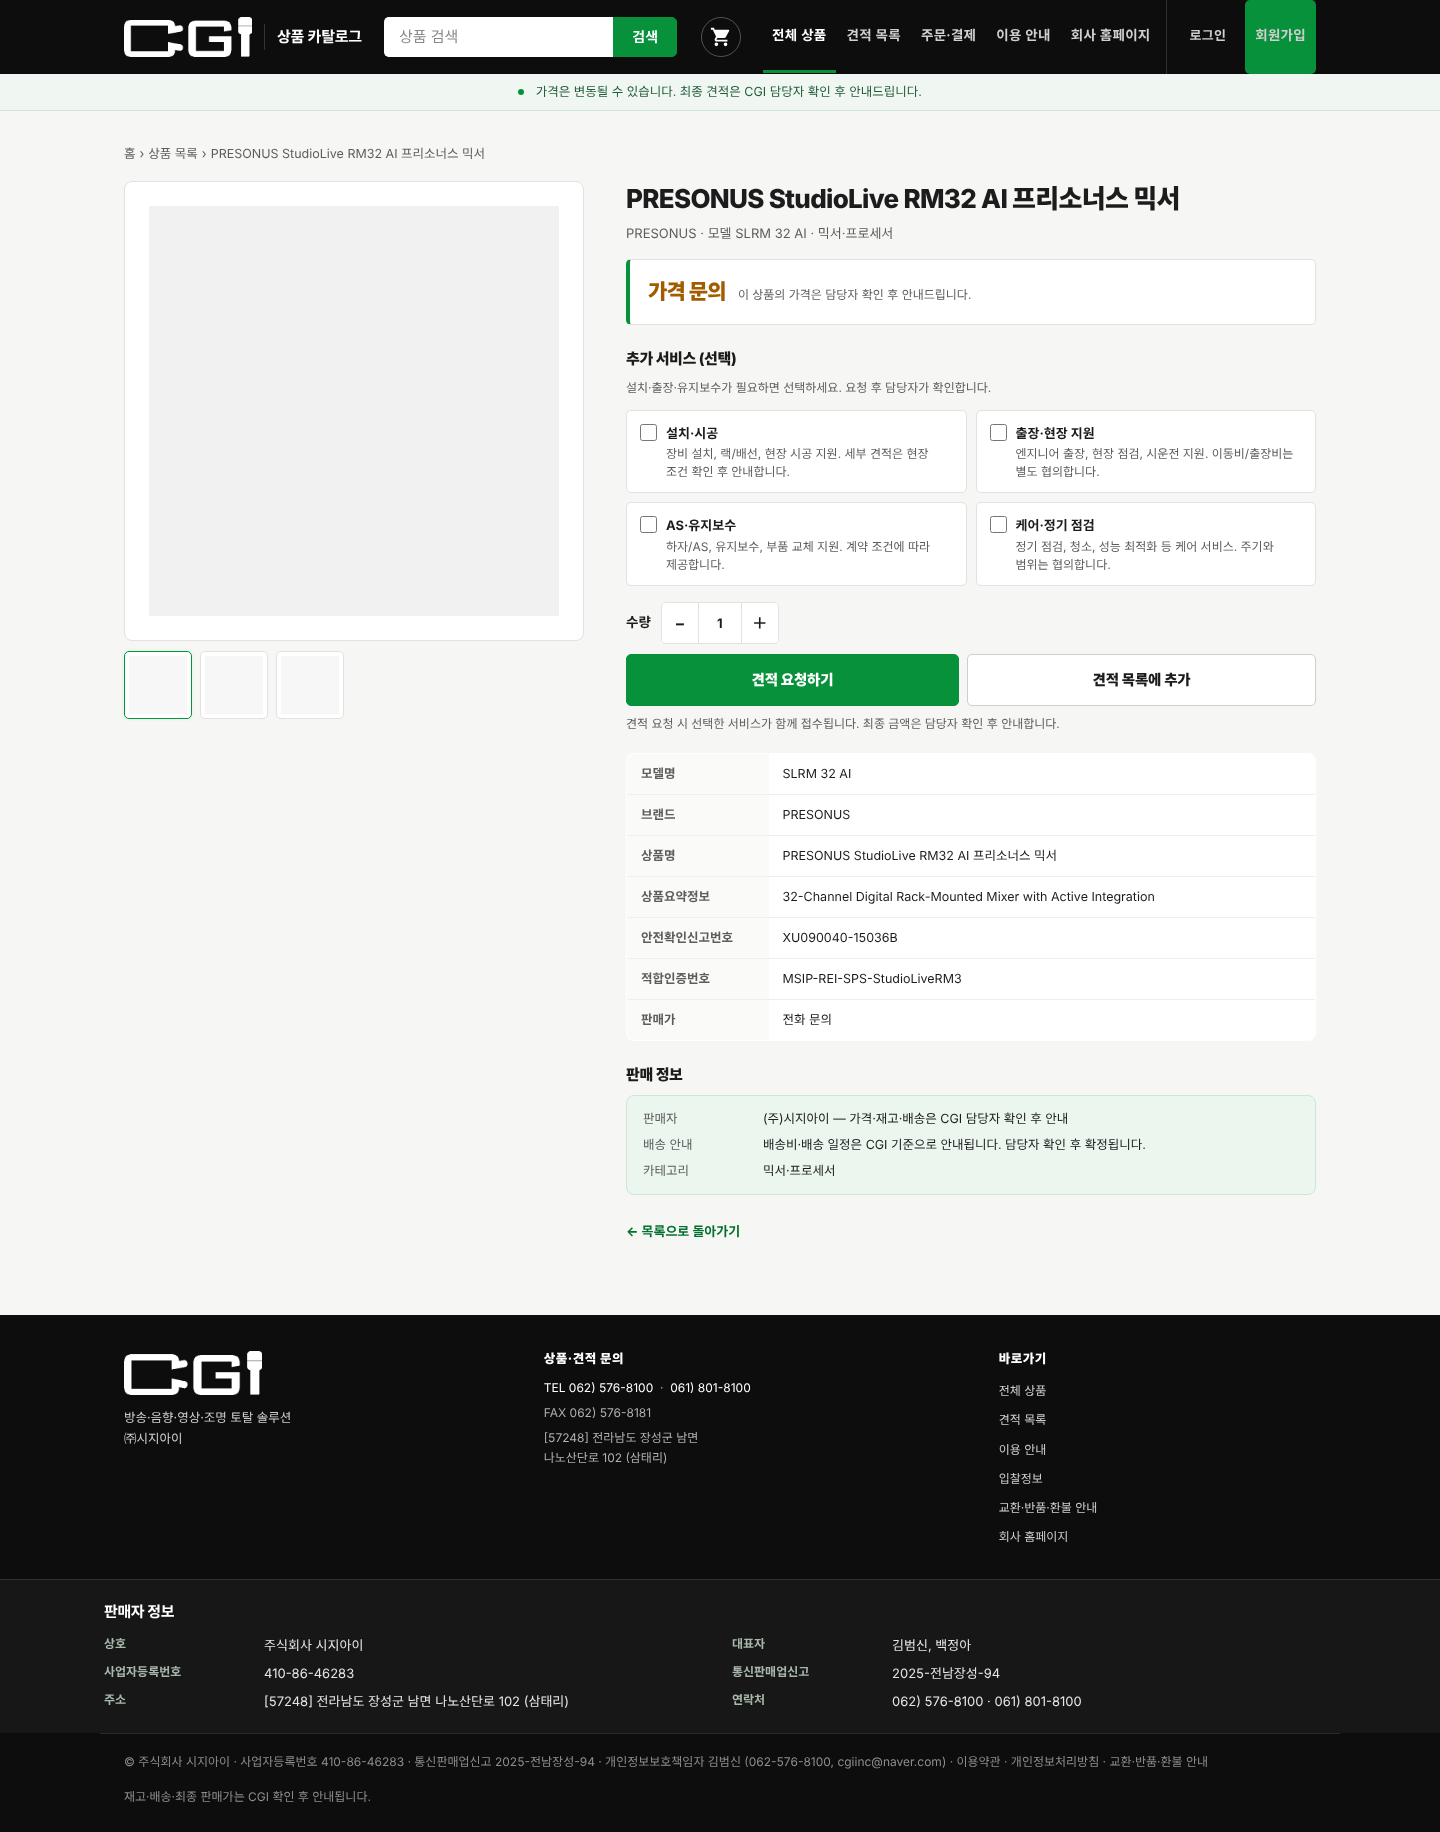 CGI
상품 카탈로그
상품 검색
검색
전체 상품
견적 목록
주문·결제
이용 안내
회사 홈페이지
로그인
회원가입
가격은 변동될 수 있습니다. 최종 견적은 CGI 담당자 확인 후 안내드립니다.
홈 › 상품 목록 › PRESONUS StudioLive RM32 AI 프리소너스 믹서
PRESONUS StudioLive RM32 AI 프리소너스 믹서
PRESONUS · 모델 SLRM 32 AI · 믹서·프로세서
가격 문의 이 상품의 가격은 담당자 확인 후 안내드립니다.
추가 서비스 (선택)
설치·출장·유지보수가 필요하면 선택하세요. 요청 후 담당자가 확인합니다.
설치·시공
장비 설치, 랙/배선, 현장 시공 지원. 세부 견적은 현장
조건 확인 후 안내합니다.
출장·현장 지원
엔지니어 출장, 현장 점검, 시운전 지원. 이동비/출장비는
별도 협의합니다.
AS·유지보수
하자/AS, 유지보수, 부품 교체 지원. 계약 조건에 따라
제공합니다.
케어·정기 점검
정기 점검, 청소, 성능 최적화 등 케어 서비스. 주기와
범위는 협의합니다.
수량 − 1 +
견적 요청하기
견적 목록에 추가
견적 요청 시 선택한 서비스가 함께 접수됩니다. 최종 금액은 담당자 확인 후 안내합니다.
모델명 SLRM 32 AI
브랜드 PRESONUS
상품명 PRESONUS StudioLive RM32 AI 프리소너스 믹서
상품요약정보 32-Channel Digital Rack-Mounted Mixer with Active Integration
안전확인신고번호 XU090040-15036B
적합인증번호 MSIP-REI-SPS-StudioLiveRM3
판매가 전화 문의
판매 정보
판매자 (주)시지아이 — 가격·재고·배송은 CGI 담당자 확인 후 안내
배송 안내 배송비·배송 일정은 CGI 기준으로 안내됩니다. 담당자 확인 후 확정됩니다.
카테고리 믹서·프로세서
← 목록으로 돌아가기
CGI
방송·음향·영상·조명 토탈 솔루션
㈜시지아이
상품·견적 문의
TEL 062) 576-8100 · 061) 801-8100
FAX 062) 576-8181
[57248] 전라남도 장성군 남면
나노산단로 102 (삼태리)
바로가기
전체 상품
견적 목록
이용 안내
입찰정보
교환·반품·환불 안내
회사 홈페이지
판매자 정보
상호 주식회사 시지아이
대표자 김범신, 백정아
사업자등록번호 410-86-46283
통신판매업신고 2025-전남장성-94
주소 [57248] 전라남도 장성군 남면 나노산단로 102 (삼태리)
연락처 062) 576-8100 · 061) 801-8100
© 주식회사 시지아이 · 사업자등록번호 410-86-46283 · 통신판매업신고 2025-전남장성-94 · 개인정보보호책임자 김범신 (062-576-8100, cgiinc@naver.com) · 이용약관 · 개인정보처리방침 · 교환·반품·환불 안내
재고·배송·최종 판매가는 CGI 확인 후 안내됩니다.